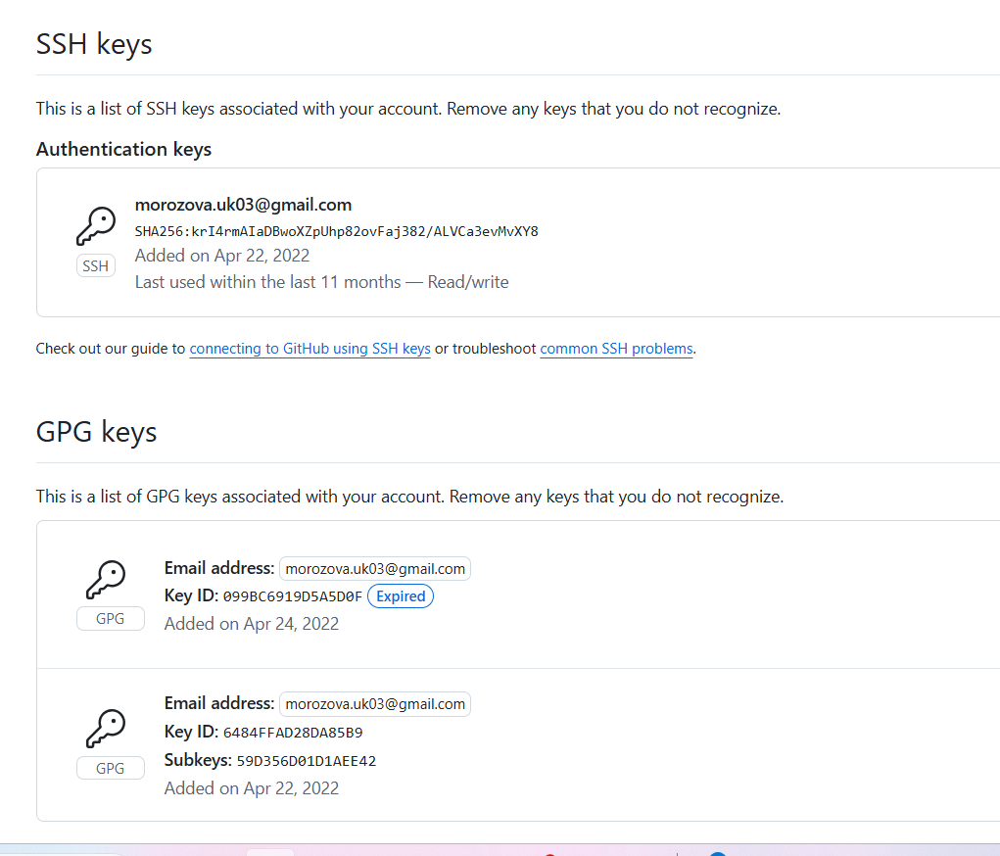 SSH keys
This is a list of SSH keys associated with your account. Remove any keys that you do not recognize.
Authentication keys
morozova.uk03@gmail.com
SHA256:krI4rmAIaDBwoXZpUhp82ovFaj382/ALVCa3evMvXY8
SSH
Added on Apr 22, 2022
Last used within the last 11 months — Read/write
Check out our guide to connecting to GitHub using SSH keys or troubleshoot common SSH problems.
GPG keys
This is a list of GPG keys associated with your account. Remove any keys that you do not recognize.
Email address: morozova.uk03@gmail.com
Key ID: 099BC6919D5A5D0F Expired
GPG
Added on Apr 24, 2022
Email address: morozova.uk03@gmail.com
Key ID: 6484FFAD28DA85B9
Subkeys: 59D356D01D1AEE42
GPG
Added on Apr 22, 2022